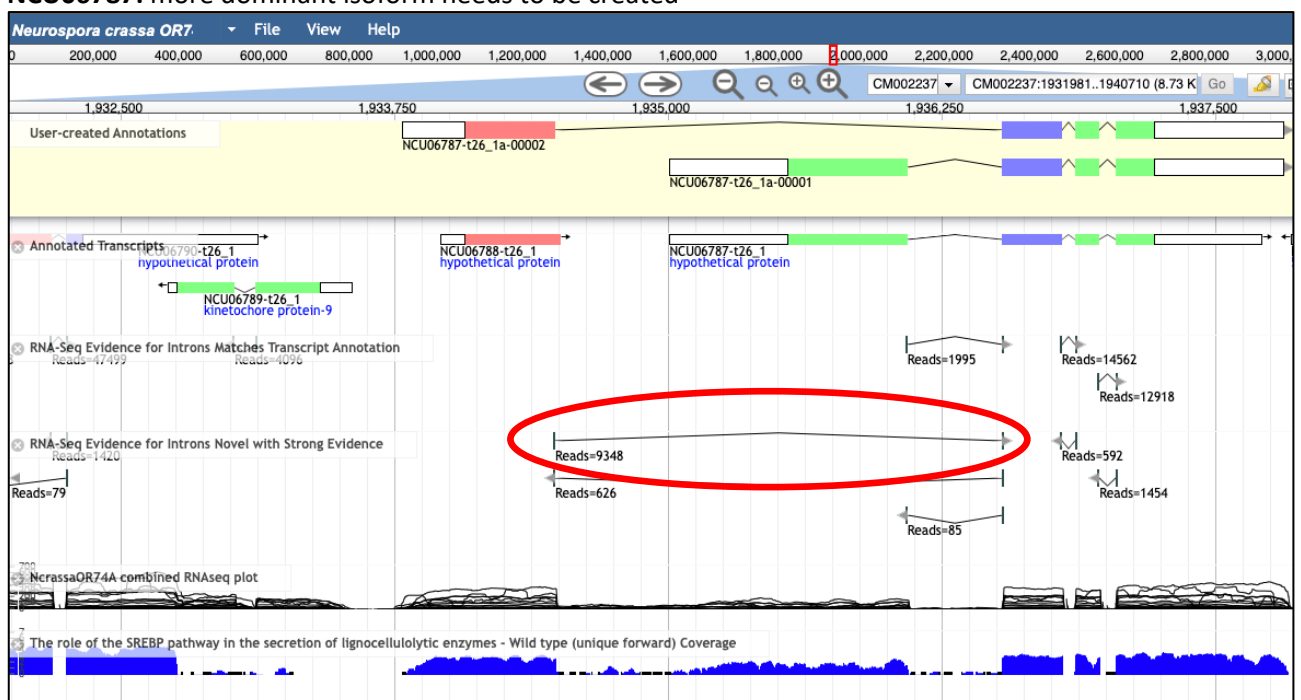 NCU06787: more dominant isoform needs to be created
Neurospora crassa OR7 File View Help
0 200,000 400,000 600,000 800,000 1,000,000 1,200,000 1,400,000 1,600,000 1,800,000 2,000,000 2,200,000 2,400,000 2,600,000 2,800,000 3,000,
CM002237 CM002237:1931981..1940710 (8.73 K Go
1,932,500 1,933,750 1,935,000 1,936,250 1,937,500
User-created Annotations
NCU06787-t26_1a-00002
NCU06787-t26_1a-00001
Annotated Transcripts
NCU06790-t26_1 NCU06788-t26_1 NCU06787-t26_1
hypothetical protein hypothetical protein hypothetical protein
NCU06789-t26_1
kinetochore protein-9
RNA-Seq Evidence for Introns Matches Transcript Annotation
Reads=47499 Reads=4096 Reads=1995 Reads=14562
Reads=12918
RNA-Seq Evidence for Introns Novel with Strong Evidence
Reads=1420 Reads=9348 Reads=592
Reads=79 Reads=626 Reads=1454
Reads=85
700
NcrassaOR74A combined RNAseq plot
7
The role of the SREBP pathway in the secretion of lignocellulolytic enzymes - Wild type (unique forward) Coverage